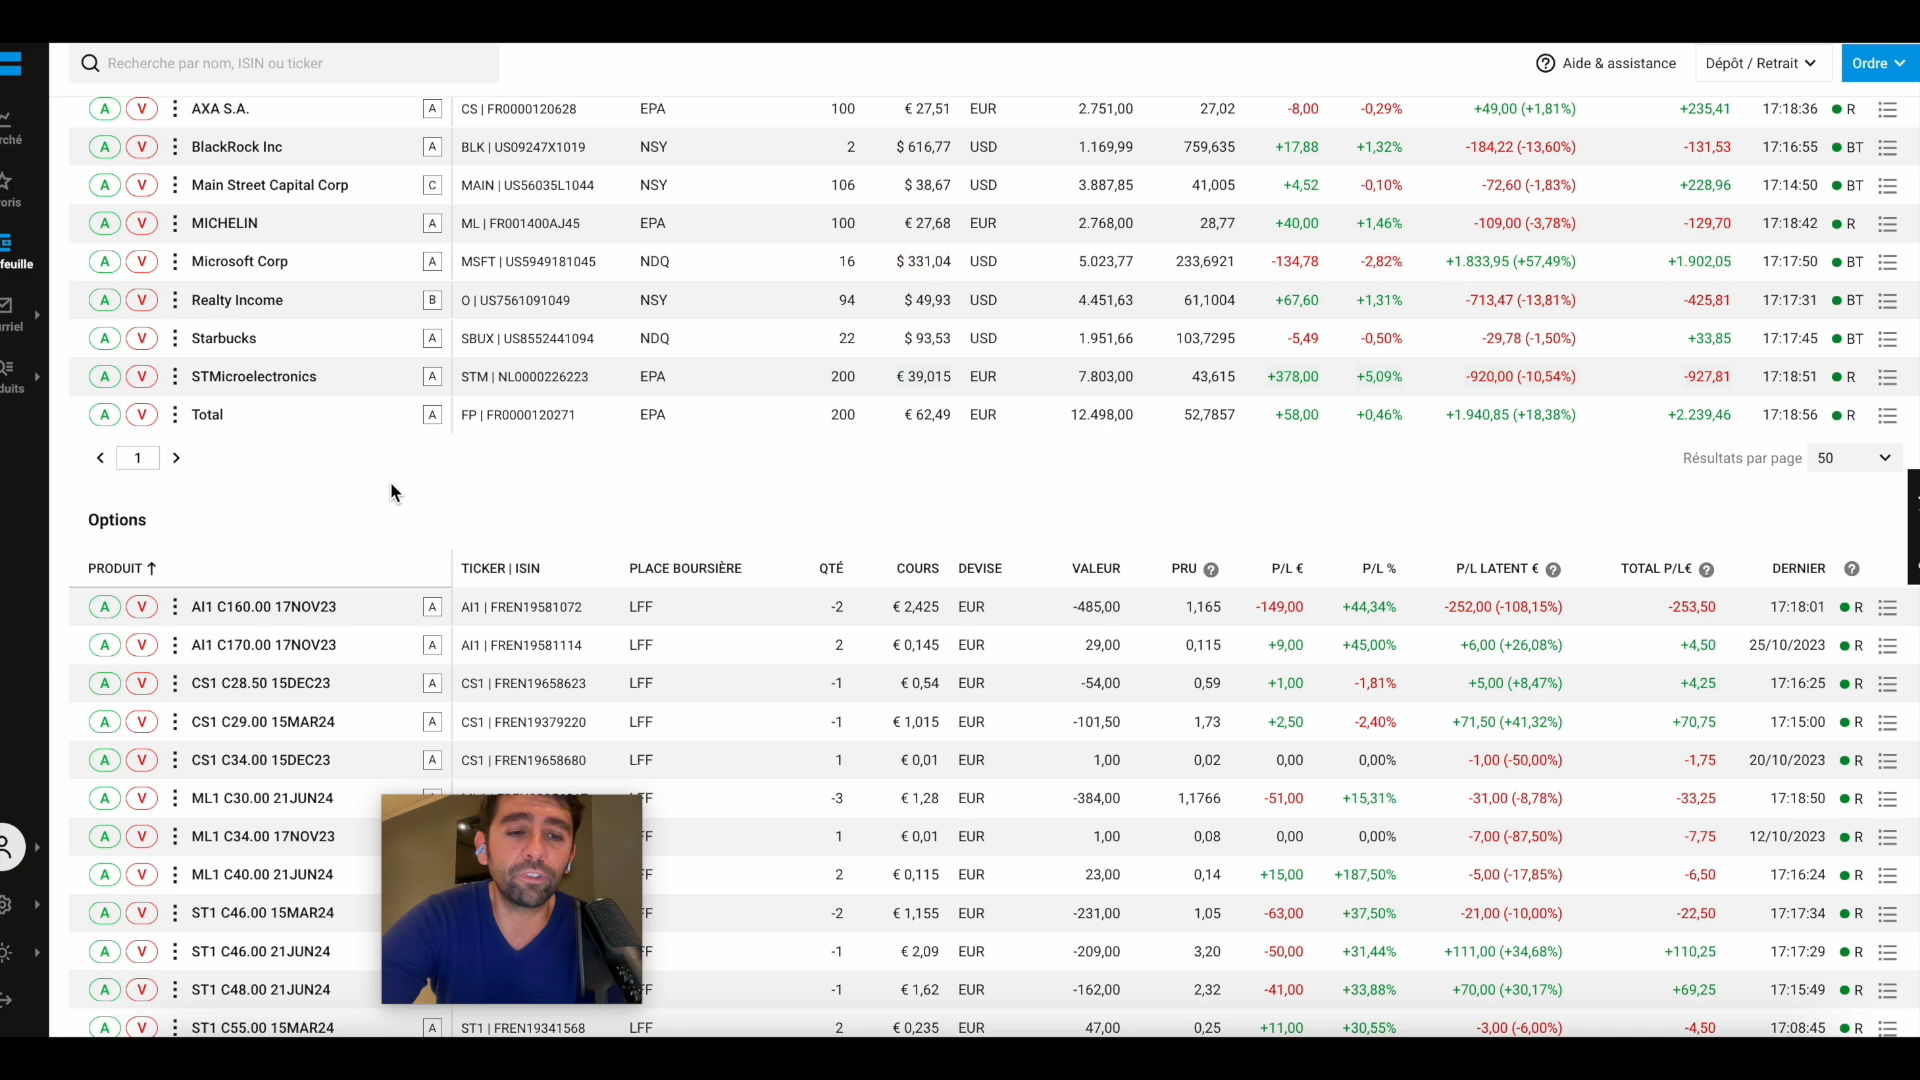 Recherche par nom, ISIN ou ticker Aide & assistance Dépôt / Retrait Ordre
A V AXA S.A. A CS | FR0000120628 EPA 100 € 27,51 EUR 2.751,00 27,02 -8,00 -0,29% +49,00 (+1,81%) +235,41 17:18:36 R
A V BlackRock Inc A BLK | US09247X1019 NSY 2 $ 616,77 USD 1.169,99 759,635 +17,88 +1,32% -184,22 (-13,60%) -131,53 17:16:55 BT
A V Main Street Capital Corp C MAIN | US56035L1044 NSY 106 $ 38,67 USD 3.887,85 41,005 +4,52 -0,10% -72,60 (-1,83%) +228,96 17:14:50 BT
A V MICHELIN A ML | FR001400AJ45 EPA 100 € 27,68 EUR 2.768,00 28,77 +40,00 +1,46% -109,00 (-3,78%) -129,70 17:18:42 R
A V Microsoft Corp A MSFT | US5949181045 NDQ 16 $ 331,04 USD 5.023,77 233,6921 -134,78 -2,82% +1.833,95 (+57,49%) +1.902,05 17:17:50 BT
A V Realty Income B O | US7561091049 NSY 94 $ 49,93 USD 4.451,63 61,1004 +67,60 +1,31% -713,47 (-13,81%) -425,81 17:17:31 BT
A V Starbucks A SBUX | US8552441094 NDQ 22 $ 93,53 USD 1.951,66 103,7295 -5,49 -0,50% -29,78 (-1,50%) +33,85 17:17:45 BT
A V STMicroelectronics A STM | NL0000226223 EPA 200 € 39,015 EUR 7.803,00 43,615 +378,00 +5,09% -920,00 (-10,54%) -927,81 17:18:51 R
A V Total A FP | FR0000120271 EPA 200 € 62,49 EUR 12.498,00 52,7857 +58,00 +0,46% +1.940,85 (+18,38%) +2.239,46 17:18:56 R
1 Résultats par page 50
Options
PRODUIT TICKER | ISIN PLACE BOURSIÈRE QTÉ COURS DEVISE VALEUR PRU P/L € P/L % P/L LATENT € TOTAL P/L€ DERNIER
A V AI1 C160.00 17NOV23 A AI1 | FREN19581072 LFF -2 € 2,425 EUR -485,00 1,165 -149,00 +44,34% -252,00 (-108,15%) -253,50 17:18:01 R
A V AI1 C170.00 17NOV23 A AI1 | FREN19581114 LFF 2 € 0,145 EUR 29,00 0,115 +9,00 +45,00% +6,00 (+26,08%) +4,50 25/10/2023 R
A V CS1 C28.50 15DEC23 A CS1 | FREN19658623 LFF -1 € 0,54 EUR -54,00 0,59 +1,00 -1,81% +5,00 (+8,47%) +4,25 17:16:25 R
A V CS1 C29.00 15MAR24 A CS1 | FREN19379220 LFF -1 € 1,015 EUR -101,50 1,73 +2,50 -2,40% +71,50 (+41,32%) +70,75 17:15:00 R
A V CS1 C34.00 15DEC23 A CS1 | FREN19658680 LFF 1 € 0,01 EUR 1,00 0,02 0,00 0,00% -1,00 (-50,00%) -1,75 20/10/2023 R
A V ML1 C30.00 21JUN24 FF -3 € 1,28 EUR -384,00 1,1766 -51,00 +15,31% -31,00 (-8,78%) -33,25 17:18:50 R
A V ML1 C34.00 17NOV23 FF 1 € 0,01 EUR 1,00 0,08 0,00 0,00% -7,00 (-87,50%) -7,75 12/10/2023 R
A V ML1 C40.00 21JUN24 FF 2 € 0,115 EUR 23,00 0,14 +15,00 +187,50% -5,00 (-17,85%) -6,50 17:16:24 R
A V ST1 C46.00 15MAR24 FF -2 € 1,155 EUR -231,00 1,05 -63,00 +37,50% -21,00 (-10,00%) -22,50 17:17:34 R
A V ST1 C46.00 21JUN24 FF -1 € 2,09 EUR -209,00 3,20 -50,00 +31,44% +111,00 (+34,68%) +110,25 17:17:29 R
A V ST1 C48.00 21JUN24 FF -1 € 1,62 EUR -162,00 2,32 -41,00 +33,88% +70,00 (+30,17%) +69,25 17:15:49 R
A V ST1 C55.00 15MAR24 A ST1 | FREN19341568 LFF 2 € 0,235 EUR 47,00 0,25 +11,00 +30,55% -3,00 (-6,00%) -4,50 17:08:45 R
rché
oris
feuille
rriel
duits